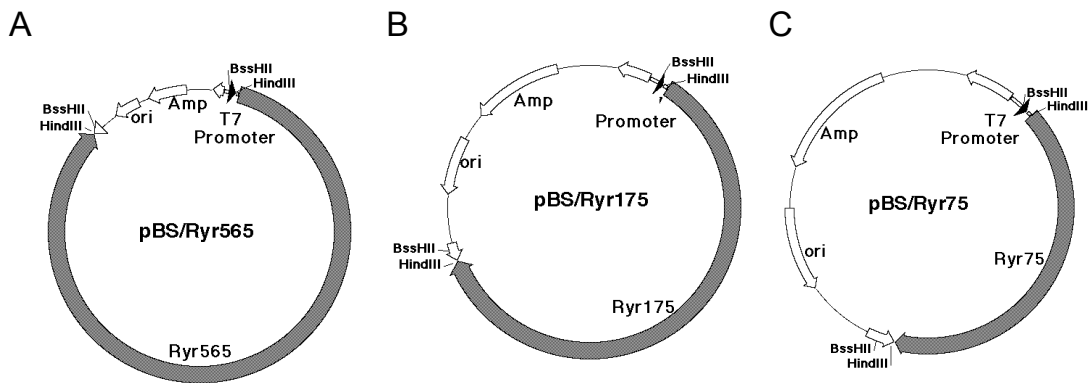 A
BssHII
HindIII
BssHII
HindIII
ori
Amp
T7
Promoter
pBS/Ryr565
Ryr565
B
BssHII
HindIII
Amp
Promoter
ori
pBS/Ryr175
BssHII
HindIII
Ryr175
C
BssHII
HindIII
T7
Promoter
Amp
pBS/Ryr75
ori
Ryr75
BssHII
HindIII